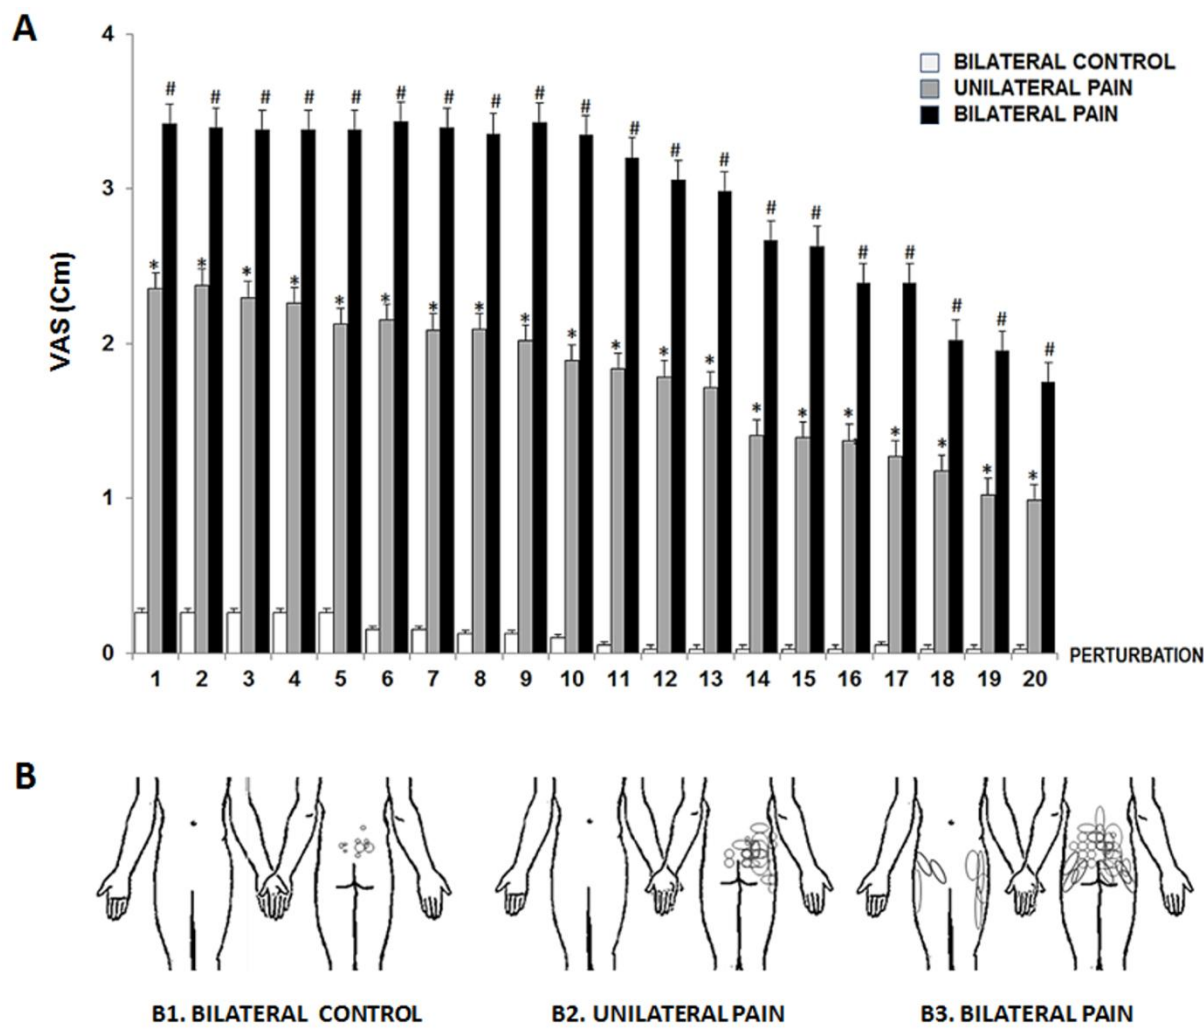 A
4
BILATERAL CONTROL
UNILATERAL PAIN
BILATERAL PAIN
# # # # # # # # # # # # # # # # # # # #
3
VAS (Cm)
* * * * * * * * * * * * * * * * * * * *
2
1
0
PERTURBATION
1 2 3 4 5 6 7 8 9 10 11 12 13 14 15 16 17 18 19 20
B
B1. BILATERAL CONTROL
B2. UNILATERAL PAIN
B3. BILATERAL PAIN